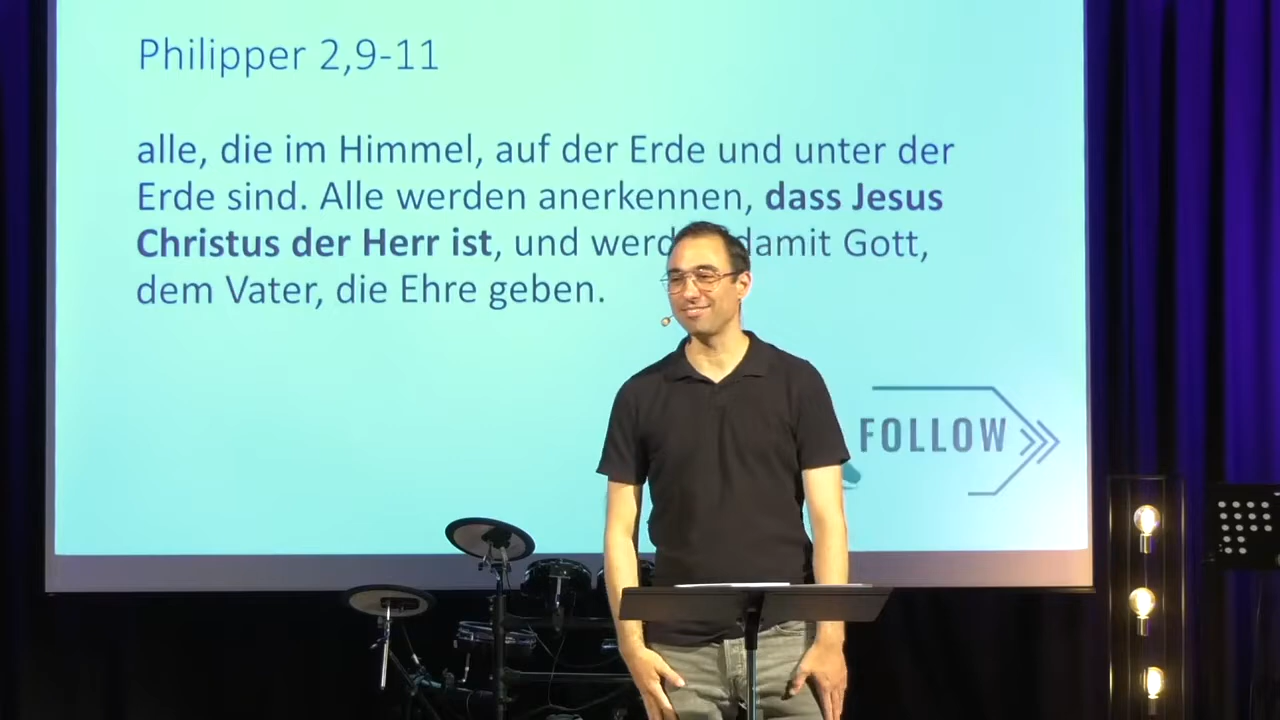 Philipper 2,9-11
alle, die im Himmel, auf der Erde und unter der
Erde sind. Alle werden anerkennen, dass Jesus
Christus der Herr ist, und werd damit Gott,
dem Vater, die Ehre geben.
FOLLOW